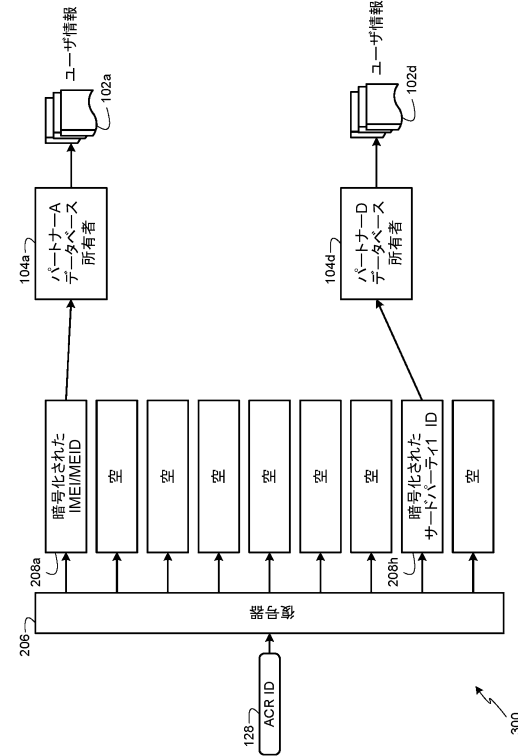 128
ACR ID
206
復号器
208a
暗号化された
IMEI/MEID
空
空
空
空
空
空
208h
暗号化された
サードパーティ1 ID
空
104a
パートナーA
データベース
所有者
102a
ユーザ情報
104d
パートナーD
データベース
所有者
102d
ユーザ情報
300